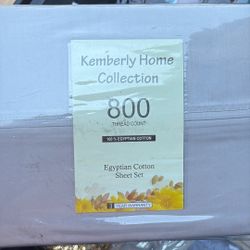 Kemberly Home
Collection
800
THREAD COUNT
100% EGYPTIAN COTTON
Egyptian Cotton
Sheet Set